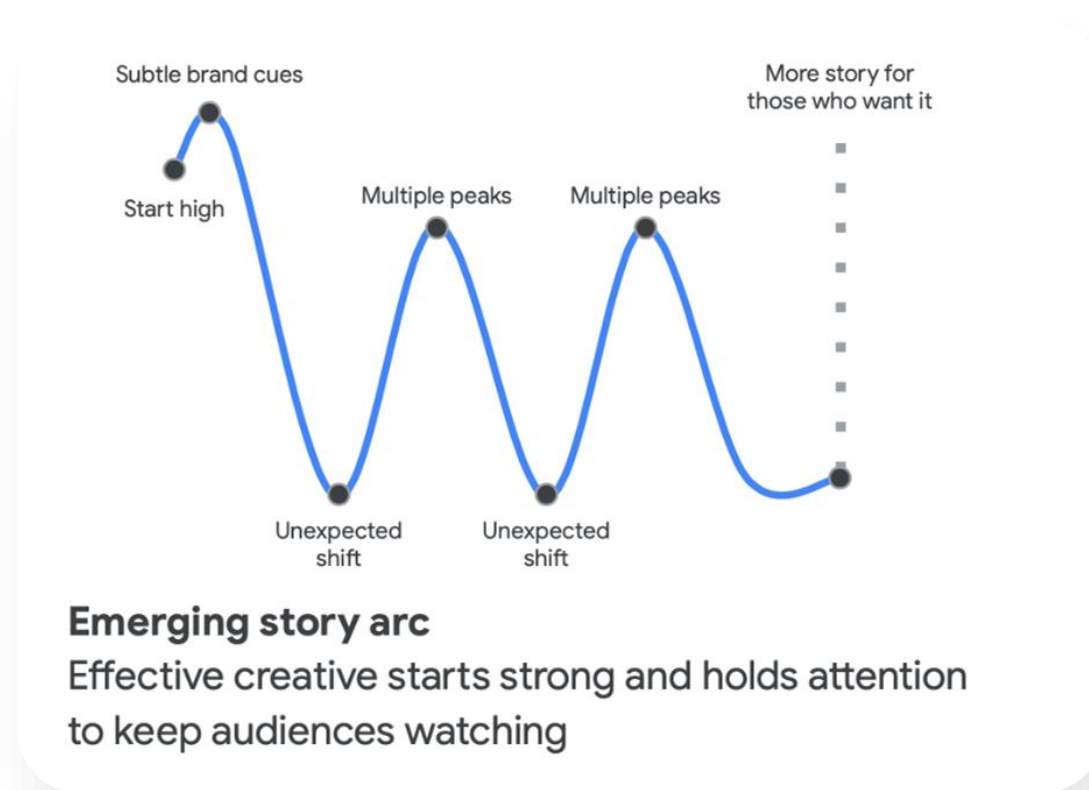 Subtle brand cues
More story for
those who want it
Start high
Multiple peaks
Multiple peaks
Unexpected
shift
Unexpected
shift
Emerging story arc
Effective creative starts strong and holds attention
to keep audiences watching